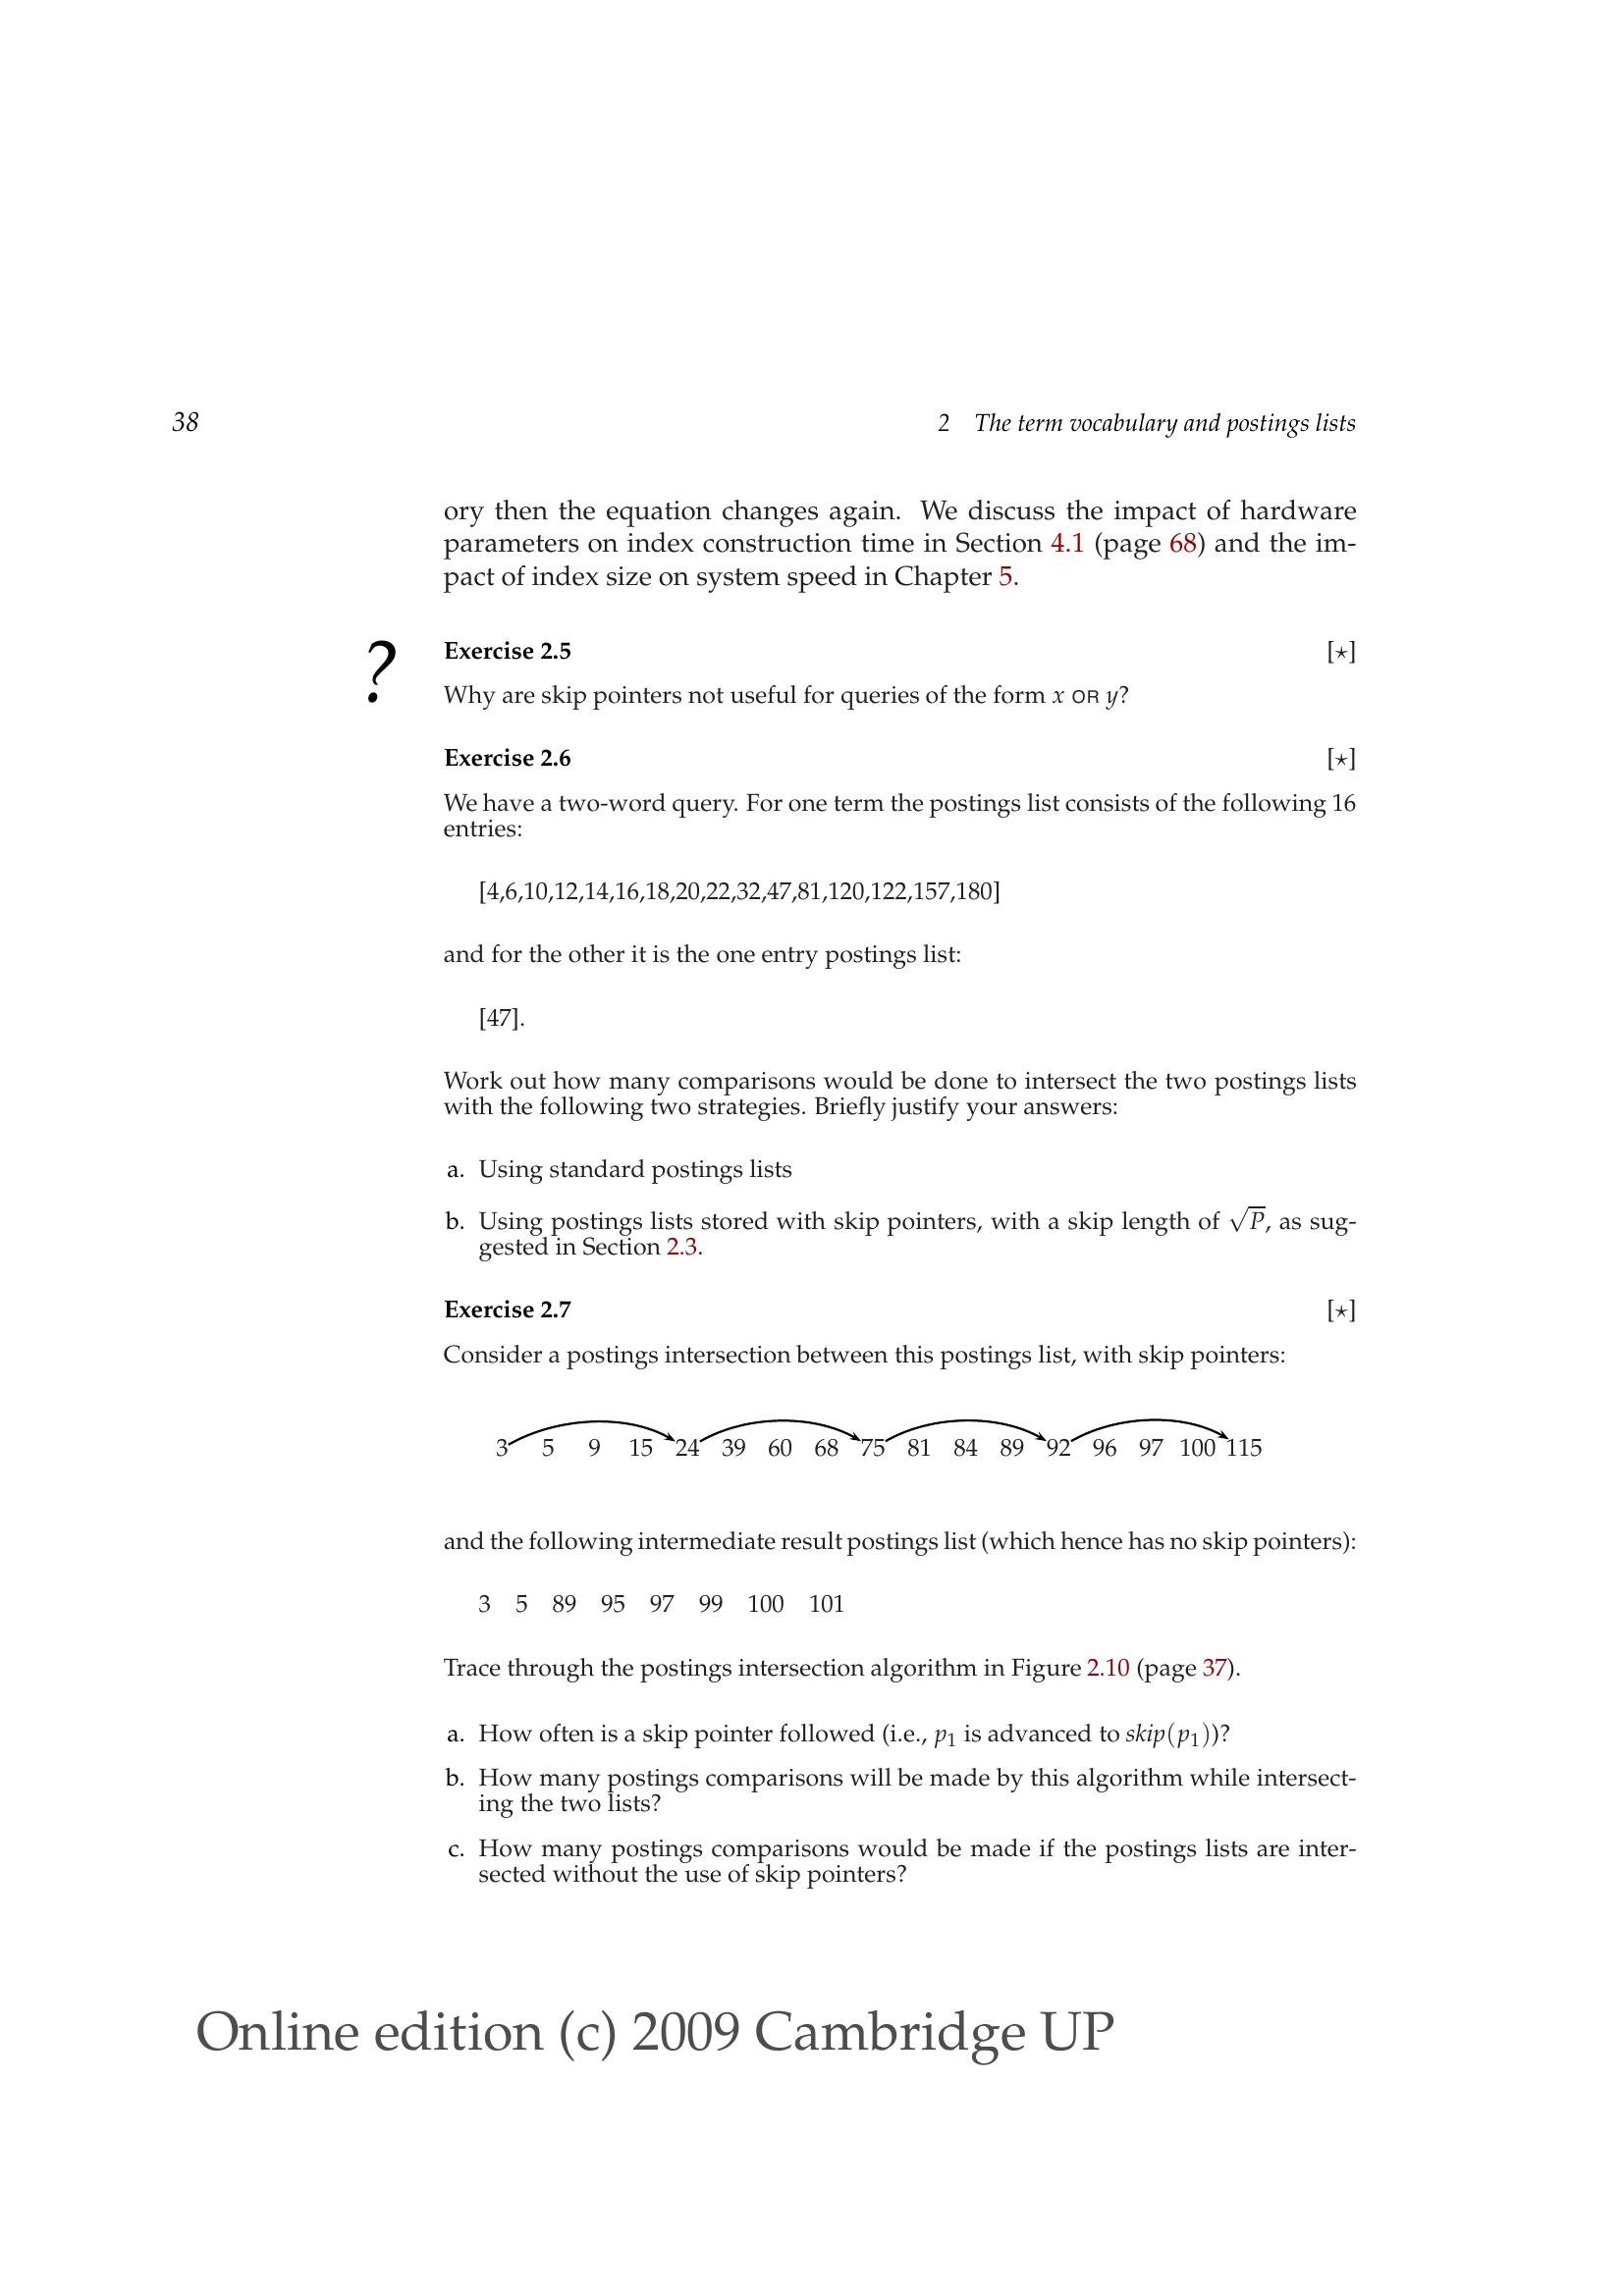 38
2 The term vocabulary and postings lists
ory then the equation changes again. We discuss the impact of hardware
parameters on index construction time in Section 4.1 (page 68) and the im-
pact of index size on system speed in Chapter 5.
?
Exercise 2.5 [⋆]
Why are skip pointers not useful for queries of the form x OR y?
Exercise 2.6 [⋆]
We have a two-word query. For one term the postings list consists of the following 16
entries:
[4,6,10,12,14,16,18,20,22,32,47,81,120,122,157,180]
and for the other it is the one entry postings list:
[47].
Work out how many comparisons would be done to intersect the two postings lists
with the following two strategies. Briefly justify your answers:
a. Using standard postings lists
b. Using postings lists stored with skip pointers, with a skip length of √P, as sug-
gested in Section 2.3.
Exercise 2.7 [⋆]
Consider a postings intersection between this postings list, with skip pointers:
3 5 9 15 24 39 60 68 75 81 84 89 92 96 97 100 115
and the following intermediate result postings list (which hence has no skip pointers):
3 5 89 95 97 99 100 101
Trace through the postings intersection algorithm in Figure 2.10 (page 37).
a. How often is a skip pointer followed (i.e., p₁ is advanced to skip(p₁))?
b. How many postings comparisons will be made by this algorithm while intersect-
ing the two lists?
c. How many postings comparisons would be made if the postings lists are inter-
sected without the use of skip pointers?
Online edition (c) 2009 Cambridge UP